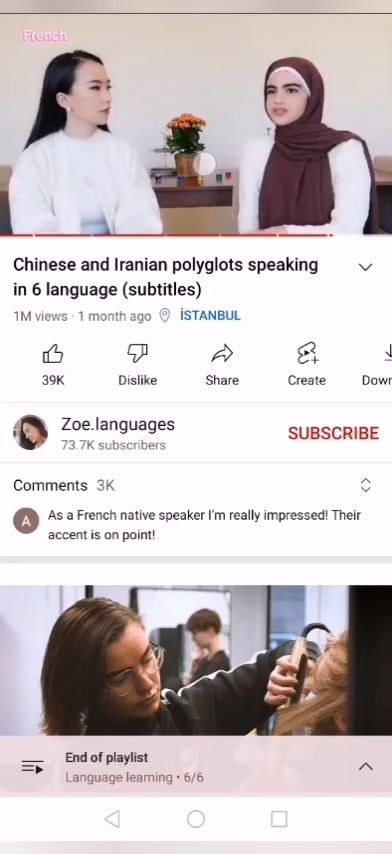 French
Chinese and Iranian polyglots speaking
in 6 language (subtitles)
1M views · 1 month ago İSTANBUL
39K Dislike Share Create Down
Zoe.languages
73.7K subscribers
SUBSCRIBE
Comments 3K
A
As a French native speaker I'm really impressed! Their
accent is on point!
End of playlist
Language learning • 6/6